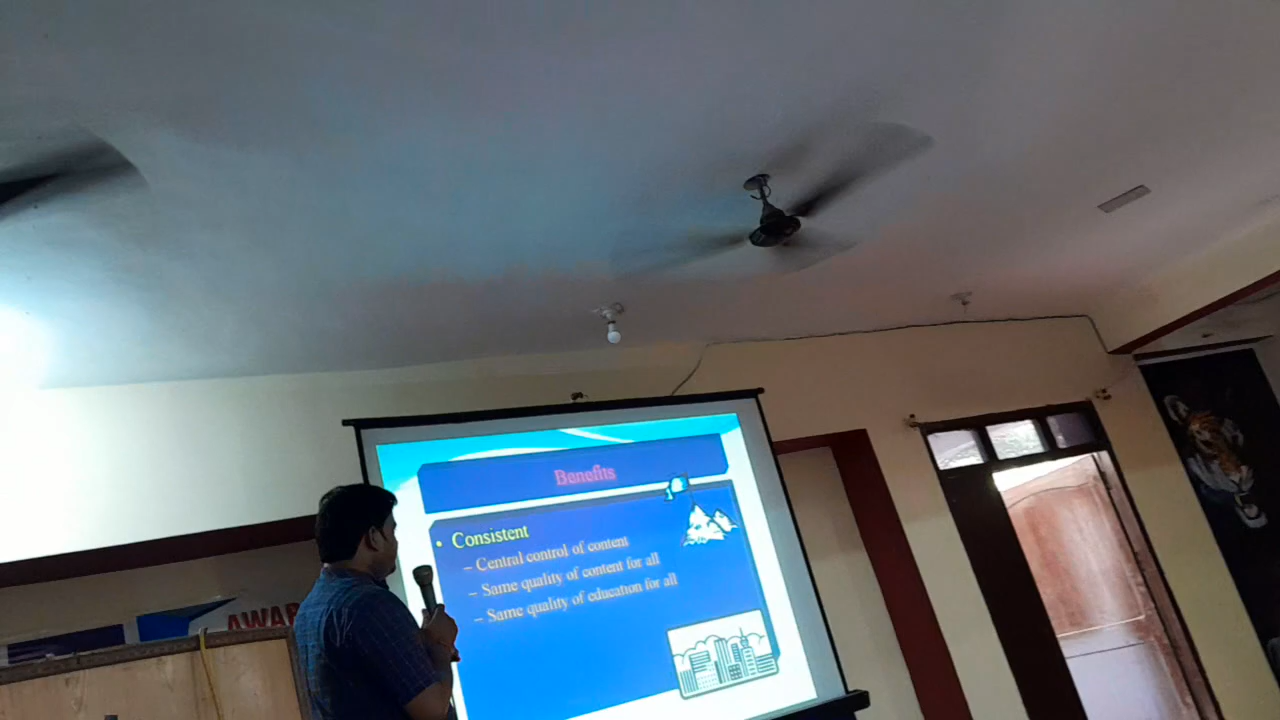 Benefits
• Consistent
– Central control of content
– Same quality of content for all
– Same quality of education for all
AWAR